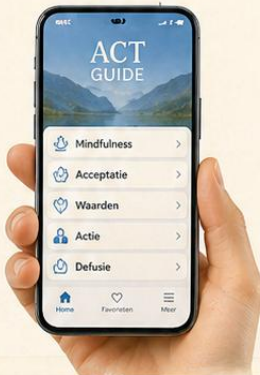 ACT
GUIDE
Mindfulness
Acceptatie
Waarden
Actie
Defusie
Home
Favorieten
Meer